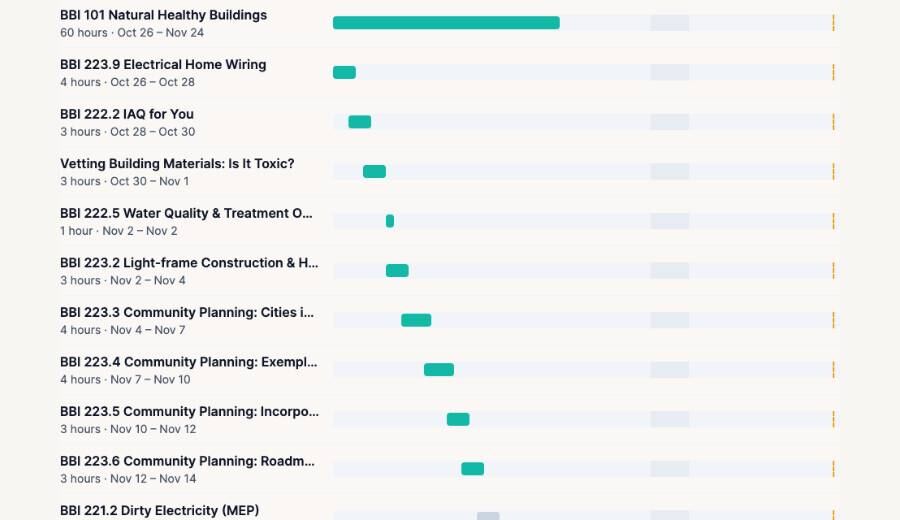 BBI 101 Natural Healthy Buildings
60 hours · Oct 26 – Nov 24
BBI 223.9 Electrical Home Wiring
4 hours · Oct 26 – Oct 28
BBI 222.2 IAQ for You
3 hours · Oct 28 – Oct 30
Vetting Building Materials: Is It Toxic?
3 hours · Oct 30 – Nov 1
BBI 222.5 Water Quality & Treatment O...
1 hour · Nov 2 – Nov 2
BBI 223.2 Light-frame Construction & H...
3 hours · Nov 2 – Nov 4
BBI 223.3 Community Planning: Cities i...
4 hours · Nov 4 – Nov 7
BBI 223.4 Community Planning: Exempl...
4 hours · Nov 7 – Nov 10
BBI 223.5 Community Planning: Incorpo...
3 hours · Nov 10 – Nov 12
BBI 223.6 Community Planning: Roadm...
3 hours · Nov 12 – Nov 14
BBI 221.2 Dirty Electricity (MEP)